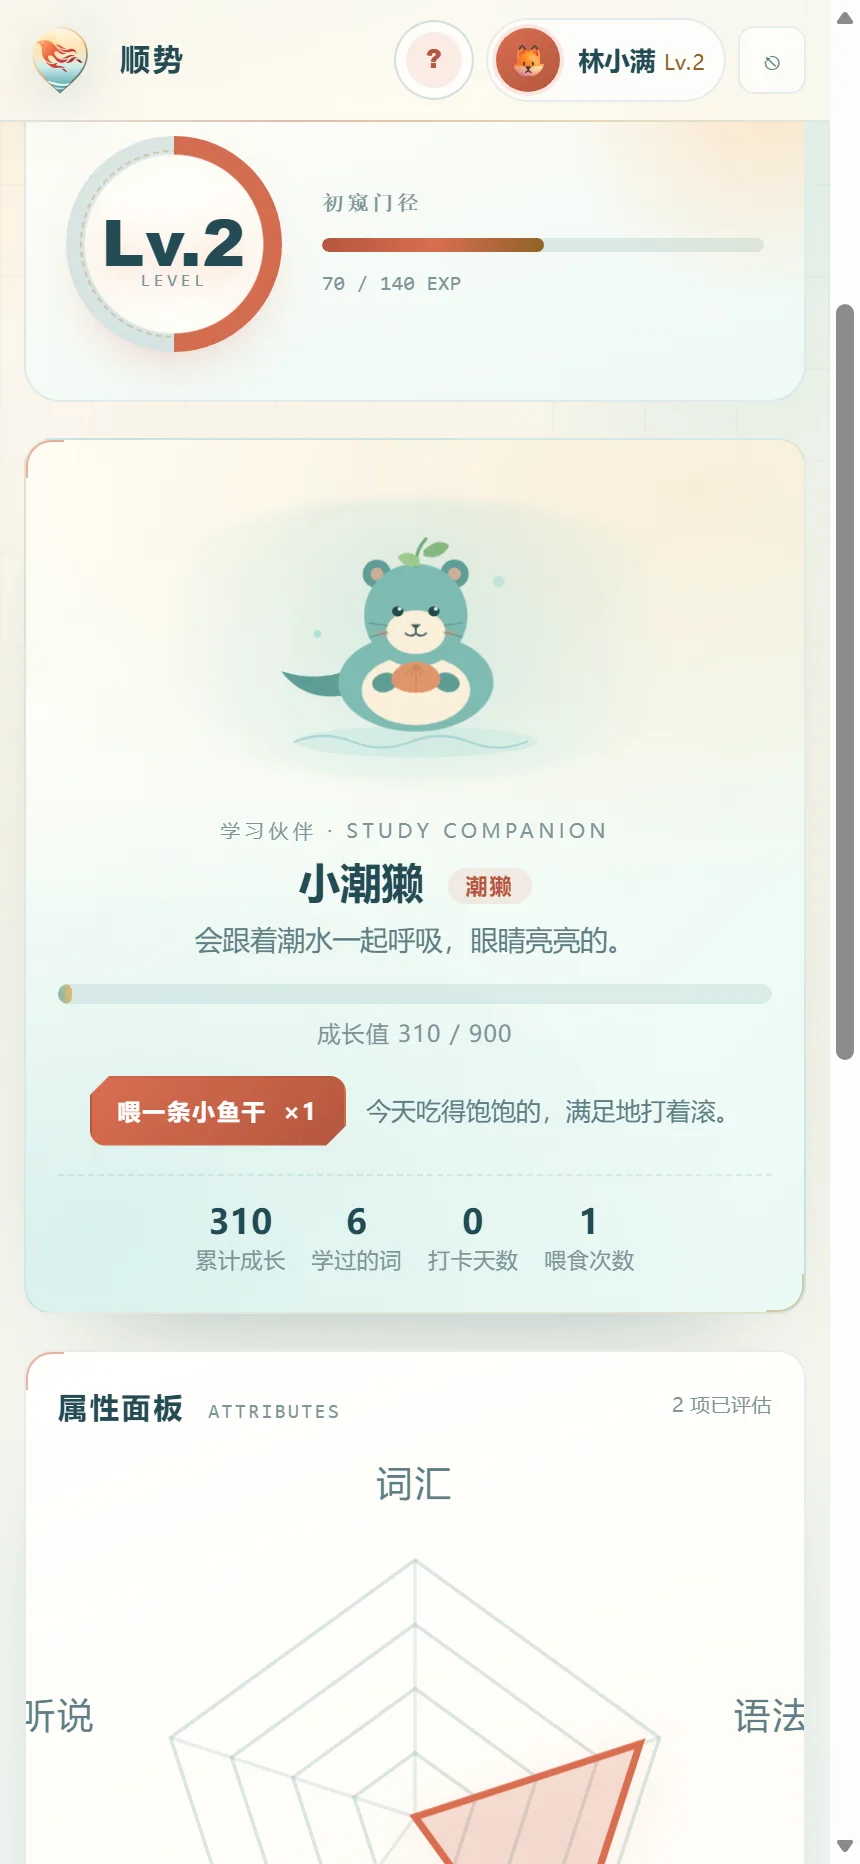 顺势
?
林小满 Lv.2
Lv.2
LEVEL
初窥门径
70 / 140 EXP
学习伙伴 · STUDY COMPANION
小潮獭 潮獭
会跟着潮水一起呼吸，眼睛亮亮的。
成长值 310 / 900
喂一条小鱼干 ×1
今天吃得饱饱的，满足地打着滚。
310 6 0 1
累计成长 学过的词 打卡天数 喂食次数
属性面板 ATTRIBUTES
2 项已评估
词汇
听说
语法